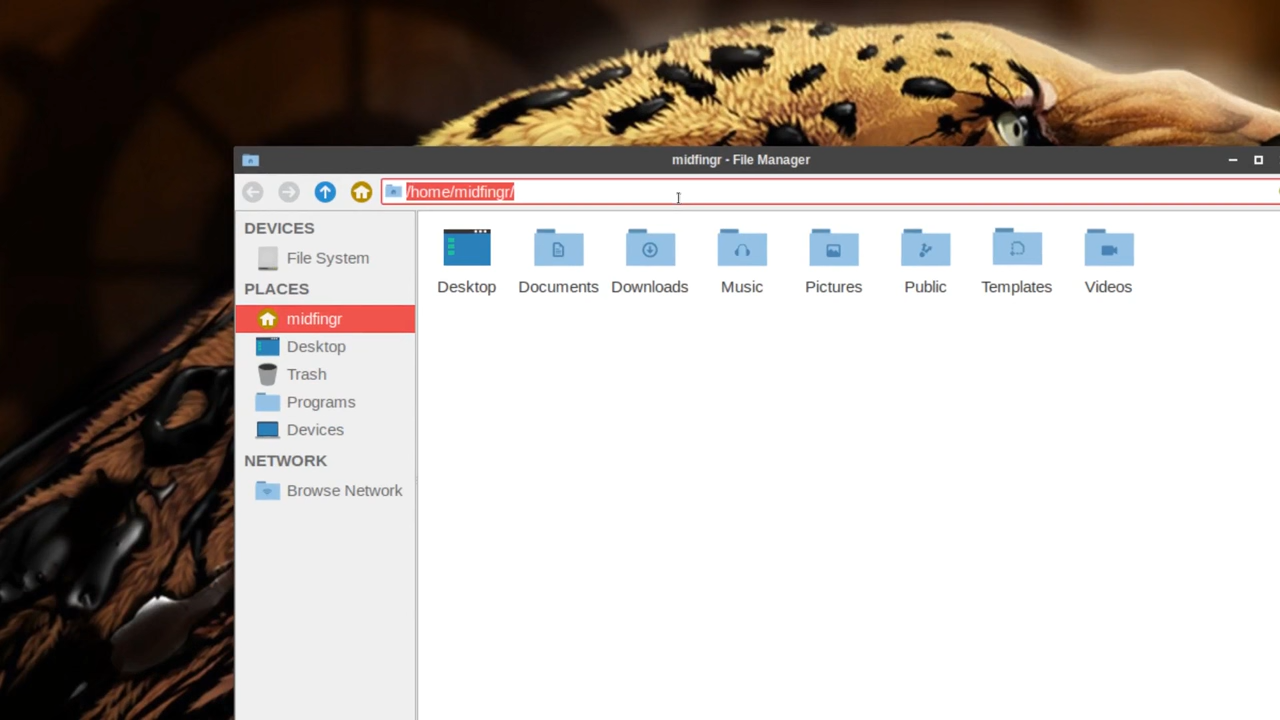 midfingr - File Manager
/home/midfingr/
DEVICES
File System
PLACES
midfingr
Desktop
Trash
Programs
Devices
NETWORK
Browse Network
Desktop Documents Downloads Music Pictures Public Templates Videos